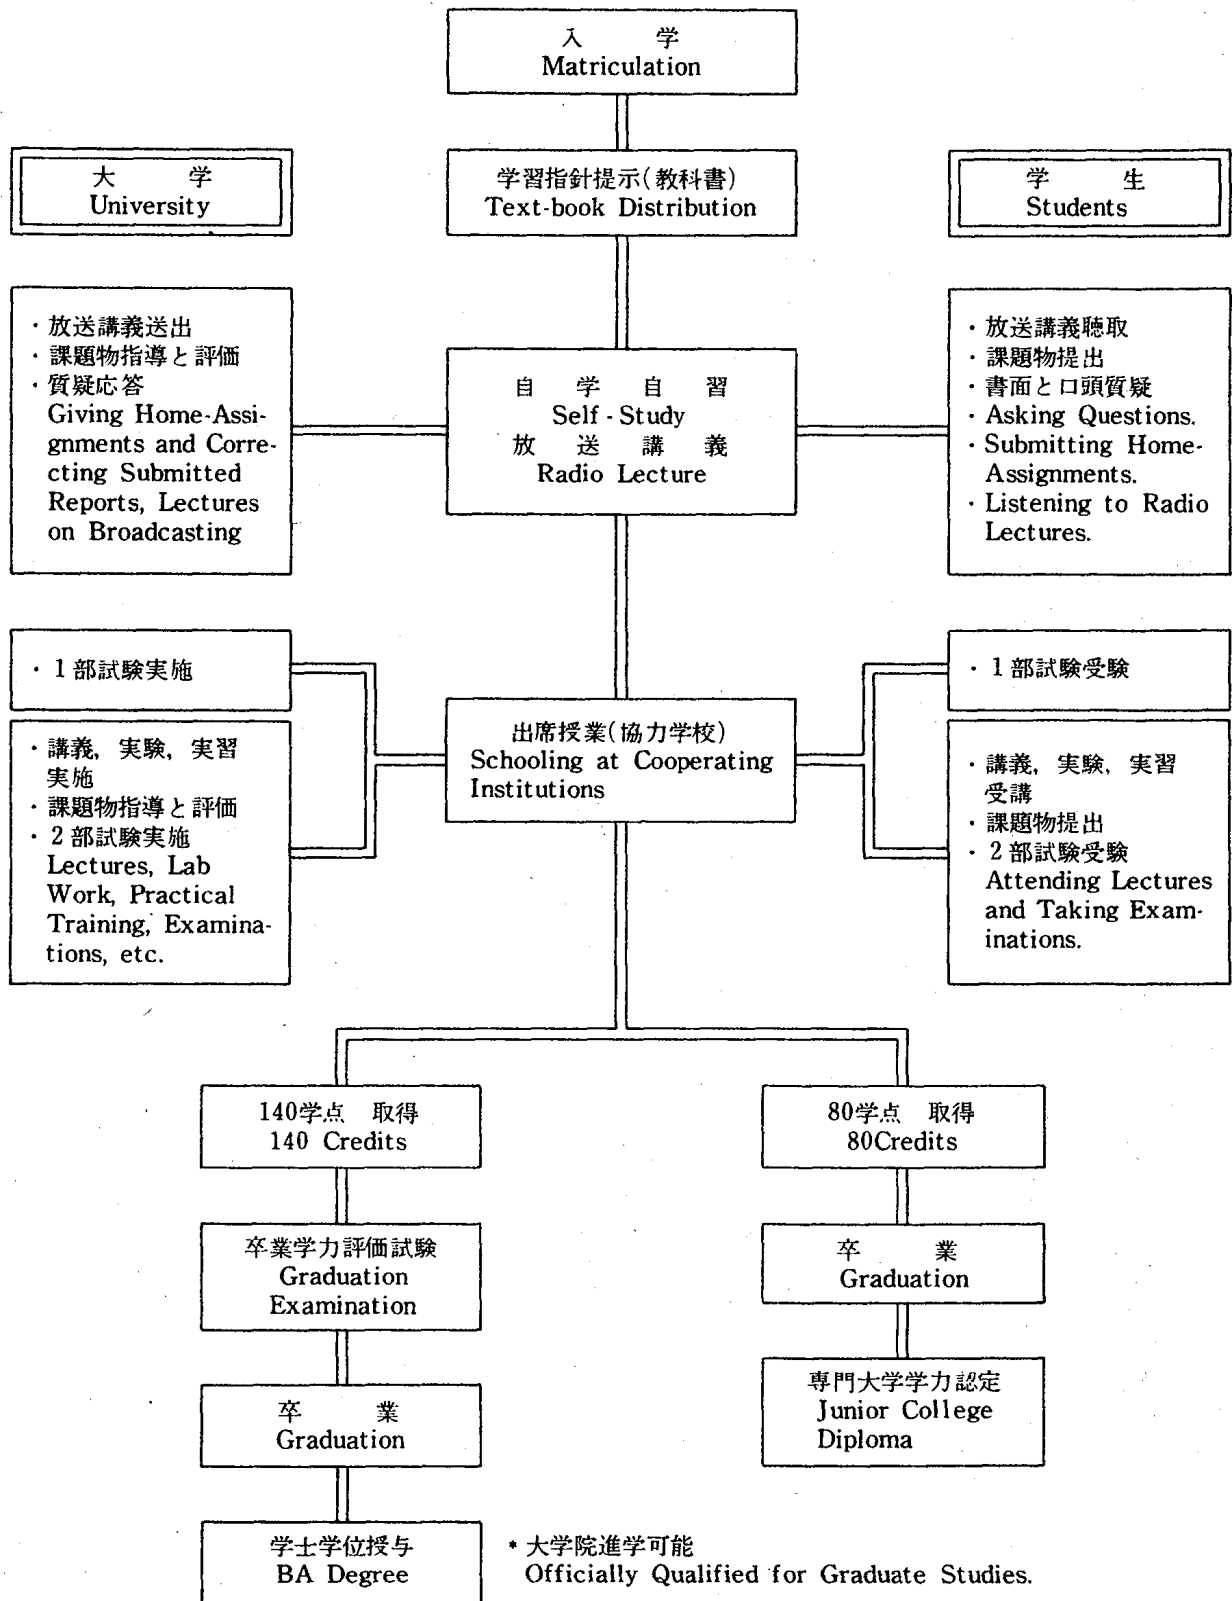 入 学
Matriculation
大 学
University
学習指針提示(教科書)
Text-book Distribution
学 生
Students
・放送講義送出
・課題物指導と評価
・質疑応答
Giving Home-Assi-
gnments and Corre-
cting Submitted
Reports, Lectures
on Broadcasting
自 学 自 習
Self-Study
放 送 講 義
Radio Lecture
・放送講義聴取
・課題物提出
・書面と口頭質疑
・Asking Questions.
・Submitting Home-
Assignments.
・Listening to Radio
Lectures.
・1部試験実施
・講義, 実験, 実習
実施
・課題物指導と評価
・2部試験実施
Lectures, Lab
Work, Practical
Training, Examina-
tions, etc.
出席授業(協力学校)
Schooling at Cooperating
Institutions
・1部試験受験
・講義, 実験, 実習
受講
・課題物提出
・2部試験受験
Attending Lectures
and Taking Exam-
inations.
140学点 取得
140 Credits
80学点 取得
80Credits
卒業学力評価試験
Graduation
Examination
卒 業
Graduation
卒 業
Graduation
専門大学学力認定
Junior College
Diploma
学士学位授与
BA Degree
* 大学院進学可能
Officially Qualified for Graduate Studies.